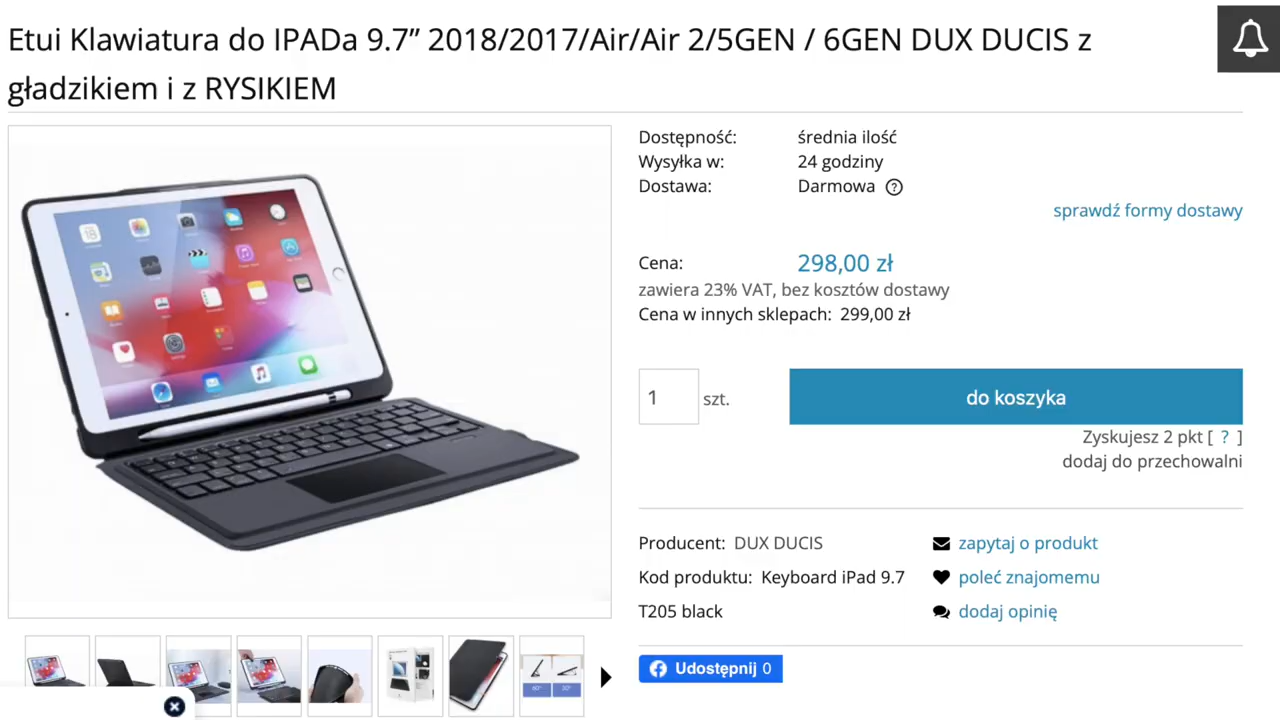 Etui Klawiatura do IPADa 9.7” 2018/2017/Air/Air 2/5GEN / 6GEN DUX DUCIS z
gładzikiem i z RYSIKIEM
Dostępność: średnia ilość
Wysyłka w: 24 godziny
Dostawa: Darmowa ?
sprawdź formy dostawy
Cena: 298,00 zł
zawiera 23% VAT, bez kosztów dostawy
Cena w innych sklepach: 299,00 zł
1 szt. do koszyka
Zyskujesz 2 pkt [ ? ]
dodaj do przechowalni
Producent: DUX DUCIS zapytaj o produkt
Kod produktu: Keyboard iPad 9.7 poleć znajomemu
T205 black dodaj opinię
Udostępnij 0